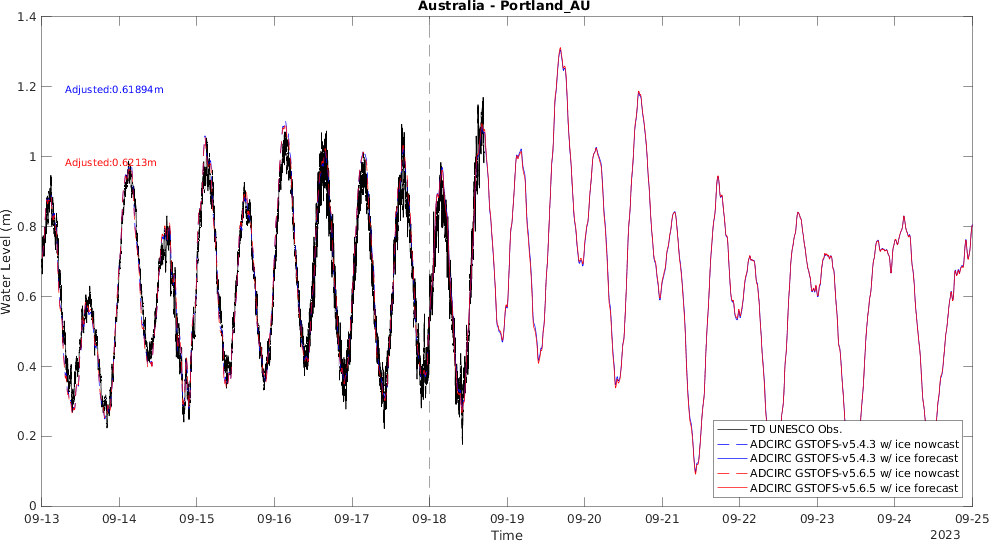 Australia - Portland_AU
1.4
1.2
1
0.8
0.6
0.4
0.2
0
Water Level (m)
Adjusted:0.61894m
Adjusted:0.6213m
TD UNESCO Obs.
ADCIRC GSTOFS-v5.4.3 w/ ice nowcast
ADCIRC GSTOFS-v5.4.3 w/ ice forecast
ADCIRC GSTOFS-v5.6.5 w/ ice nowcast
ADCIRC GSTOFS-v5.6.5 w/ ice forecast
09-13 09-14 09-15 09-16 09-17 09-18 09-19 09-20 09-21 09-22 09-23 09-24 09-25
Time
2023